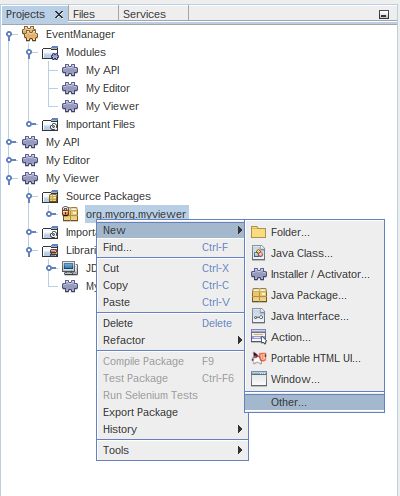 Projects Files Services
EventManager
Modules
My API
My Editor
My Viewer
Important Files
My API
My Editor
My Viewer
Source Packages
org.myorg.myviewer
Importa
Librari
JD
My
New
Find... Ctrl-F
Cut Ctrl-X
Copy Ctrl-C
Paste Ctrl-V
Delete Delete
Refactor
Compile Package F9
Test Package Ctrl-F6
Run Selenium Tests
Export Package
History
Tools
Folder...
Java Class...
Installer / Activator...
Java Package...
Java Interface...
Action...
Portable HTML UI...
Window...
Other...